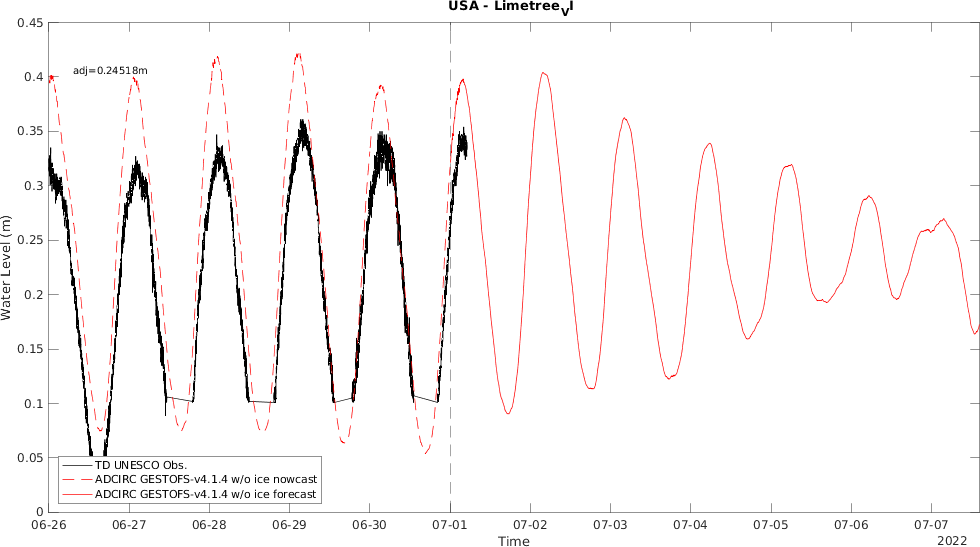 USA - Limetree_VI
Water Level (m)
0.45
0.4
0.35
0.3
0.25
0.2
0.15
0.1
0.05
0
adj=0.24518m
TD UNESCO Obs.
ADCIRC GESTOFS-v4.1.4 w/o ice nowcast
ADCIRC GESTOFS-v4.1.4 w/o ice forecast
06-26 06-27 06-28 06-29 06-30 07-01 07-02 07-03 07-04 07-05 07-06 07-07
Time
2022